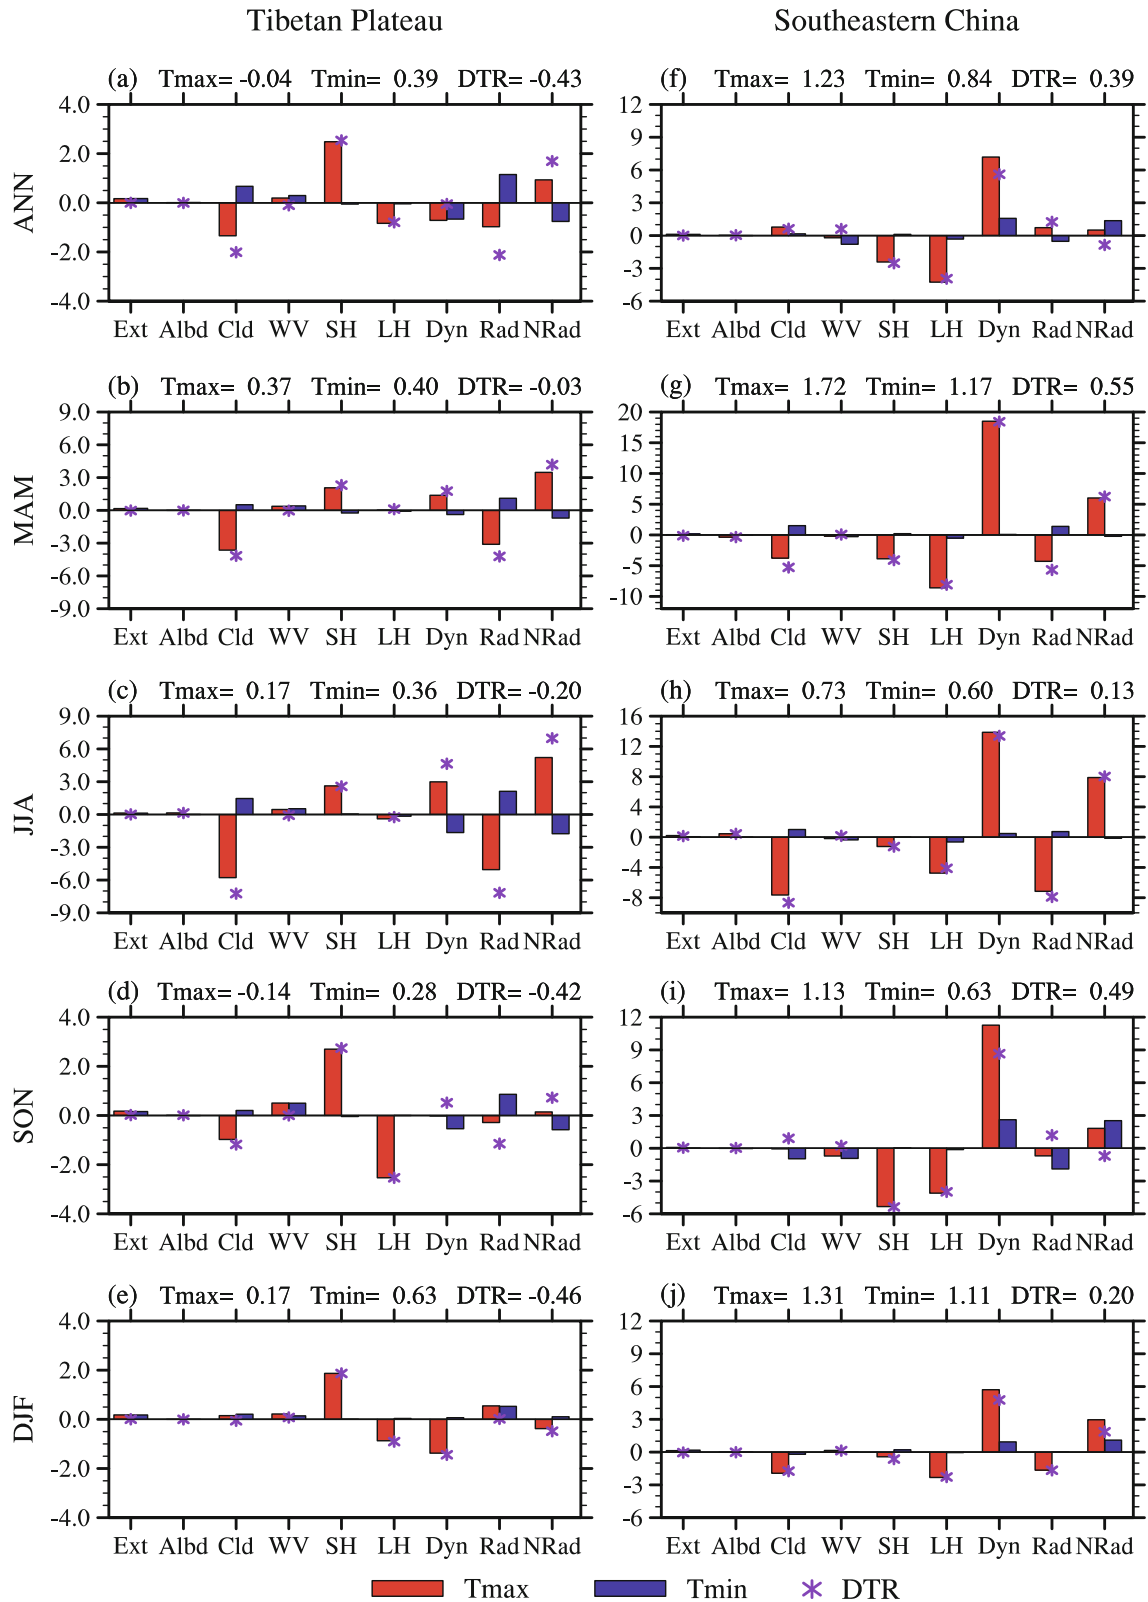 Tibetan Plateau
Southeastern China
(a) Tmax= -0.04 Tmin= 0.39 DTR= -0.43
ANN
4.0
2.0
0.0
-2.0
-4.0
Ext Albd Cld WV SH LH Dyn Rad NRad
(f) Tmax= 1.23 Tmin= 0.84 DTR= 0.39
12
9
6
3
0
-3
-6
Ext Albd Cld WV SH LH Dyn Rad NRad
(b) Tmax= 0.37 Tmin= 0.40 DTR= -0.03
MAM
9.0
6.0
3.0
0.0
-3.0
-6.0
-9.0
Ext Albd Cld WV SH LH Dyn Rad NRad
(g) Tmax= 1.72 Tmin= 1.17 DTR= 0.55
20
15
10
5
0
-5
-10
Ext Albd Cld WV SH LH Dyn Rad NRad
(c) Tmax= 0.17 Tmin= 0.36 DTR= -0.20
JJA
9.0
6.0
3.0
0.0
-3.0
-6.0
-9.0
Ext Albd Cld WV SH LH Dyn Rad NRad
(h) Tmax= 0.73 Tmin= 0.60 DTR= 0.13
16
12
8
4
0
-4
-8
Ext Albd Cld WV SH LH Dyn Rad NRad
(d) Tmax= -0.14 Tmin= 0.28 DTR= -0.42
SON
4.0
2.0
0.0
-2.0
-4.0
Ext Albd Cld WV SH LH Dyn Rad NRad
(i) Tmax= 1.13 Tmin= 0.63 DTR= 0.49
12
9
6
3
0
-3
-6
Ext Albd Cld WV SH LH Dyn Rad NRad
(e) Tmax= 0.17 Tmin= 0.63 DTR= -0.46
DJF
4.0
2.0
0.0
-2.0
-4.0
Ext Albd Cld WV SH LH Dyn Rad NRad
(j) Tmax= 1.31 Tmin= 1.11 DTR= 0.20
12
9
6
3
0
-3
-6
Ext Albd Cld WV SH LH Dyn Rad NRad
Tmax Tmin DTR